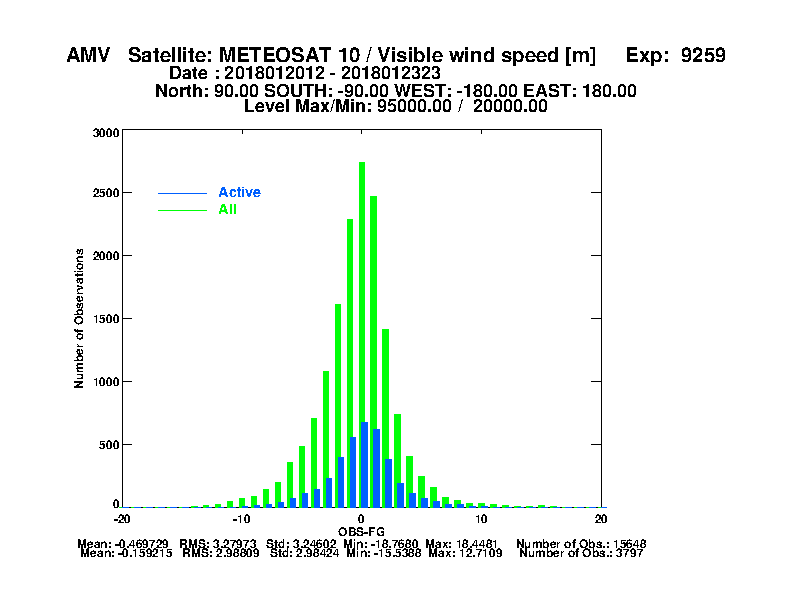 AMV   Satellite: METEOSAT 10 / Visible wind speed [m]     Exp:  9259
Date : 2018012012 - 2018012323
North: 90.00 SOUTH: -90.00 WEST: -180.00 EAST: 180.00
Level Max/Min: 95000.00 /  20000.00
3000
2500
2000
1500
1000
500
0
Number of Observations
Active
All
-20 -10 0 10 20
OBS-FG
Mean: -0.469729   RMS: 3.27973   Std: 3.24602  Min: -18.7680  Max: 18.4481     Number of Obs.: 15648
Mean: -0.159215   RMS: 2.98809   Std: 2.98424  Min: -15.5388  Max: 12.7109     Number of Obs.: 3797